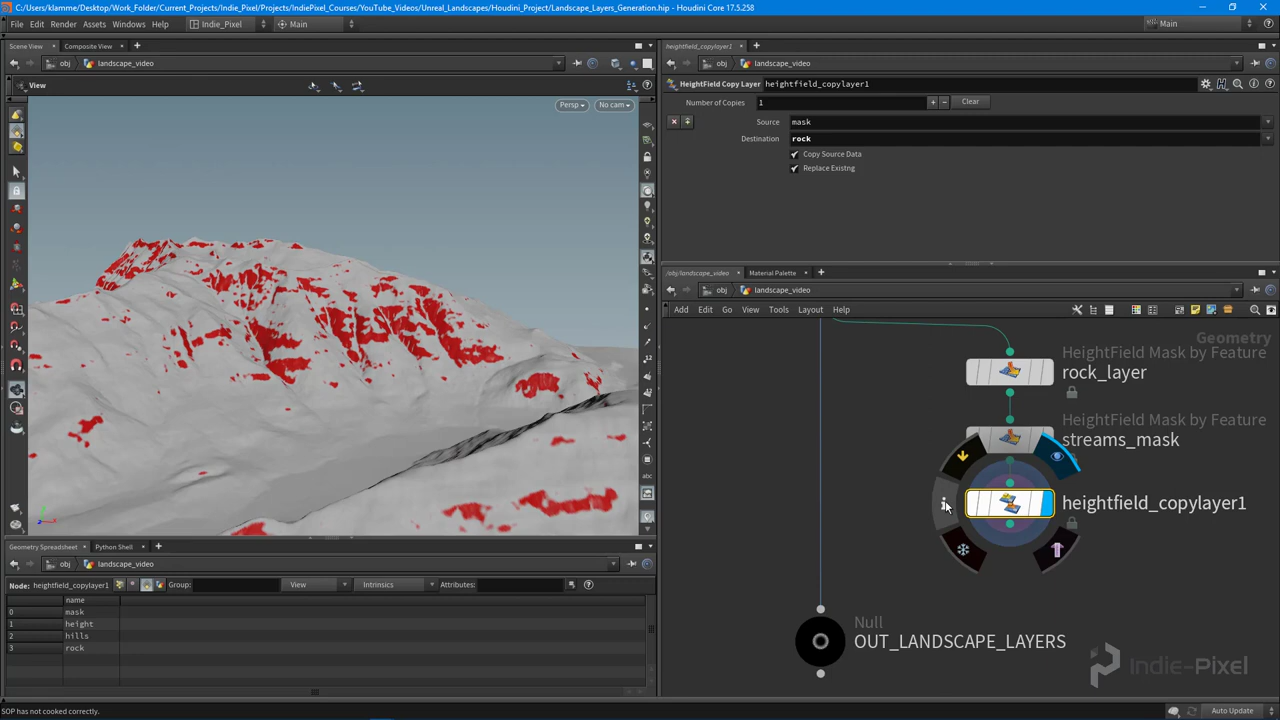 C:/Users/klamme/Desktop/Work_Folder/Current_Projects/Indie_Pixel/Projects/IndiePixel_Courses/YouTube_Videos/Unreal_Landscapes/Houdini_Project/Landscape_Layers_Generation.hip - Houdini Core 17.5.258
File Edit Render Assets Windows Help Indie_Pixel Main Main
Scene View Composite View
obj landscape_video
View
Persp No cam
heightfield_copylayer1
obj landscape_video
HeightField Copy Layer heightfield_copylayer1
Number of Copies 1 Clear
Source mask
Destination rock
Copy Source Data
Replace Existng
/obj/landscape_video Material Palette
obj landscape_video
Add Edit Go View Tools Layout Help
Geometry
HeightField Mask by Feature
rock_layer
HeightField Mask by Feature
streams_mask
heightfield_copylayer1
Null
OUT_LANDSCAPE_LAYERS
Indie-Pixel
Geometry Spreadsheet Python Shell
obj landscape_video
Node: heightfield_copylayer1 Group: View Intrinsics Attributes:
name
0 mask
1 height
2 hills
3 rock
SOP has not cooked correctly.
Auto Update